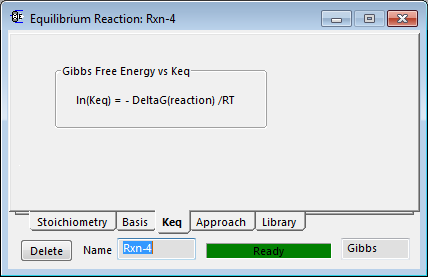 Equilibrium Reaction: Rxn-4
Gibbs Free Energy vs Keq
ln(Keq) = - DeltaG(reaction) /RT
Stoichiometry Basis Keq Approach Library
Delete Name Rxn-4 Ready Gibbs